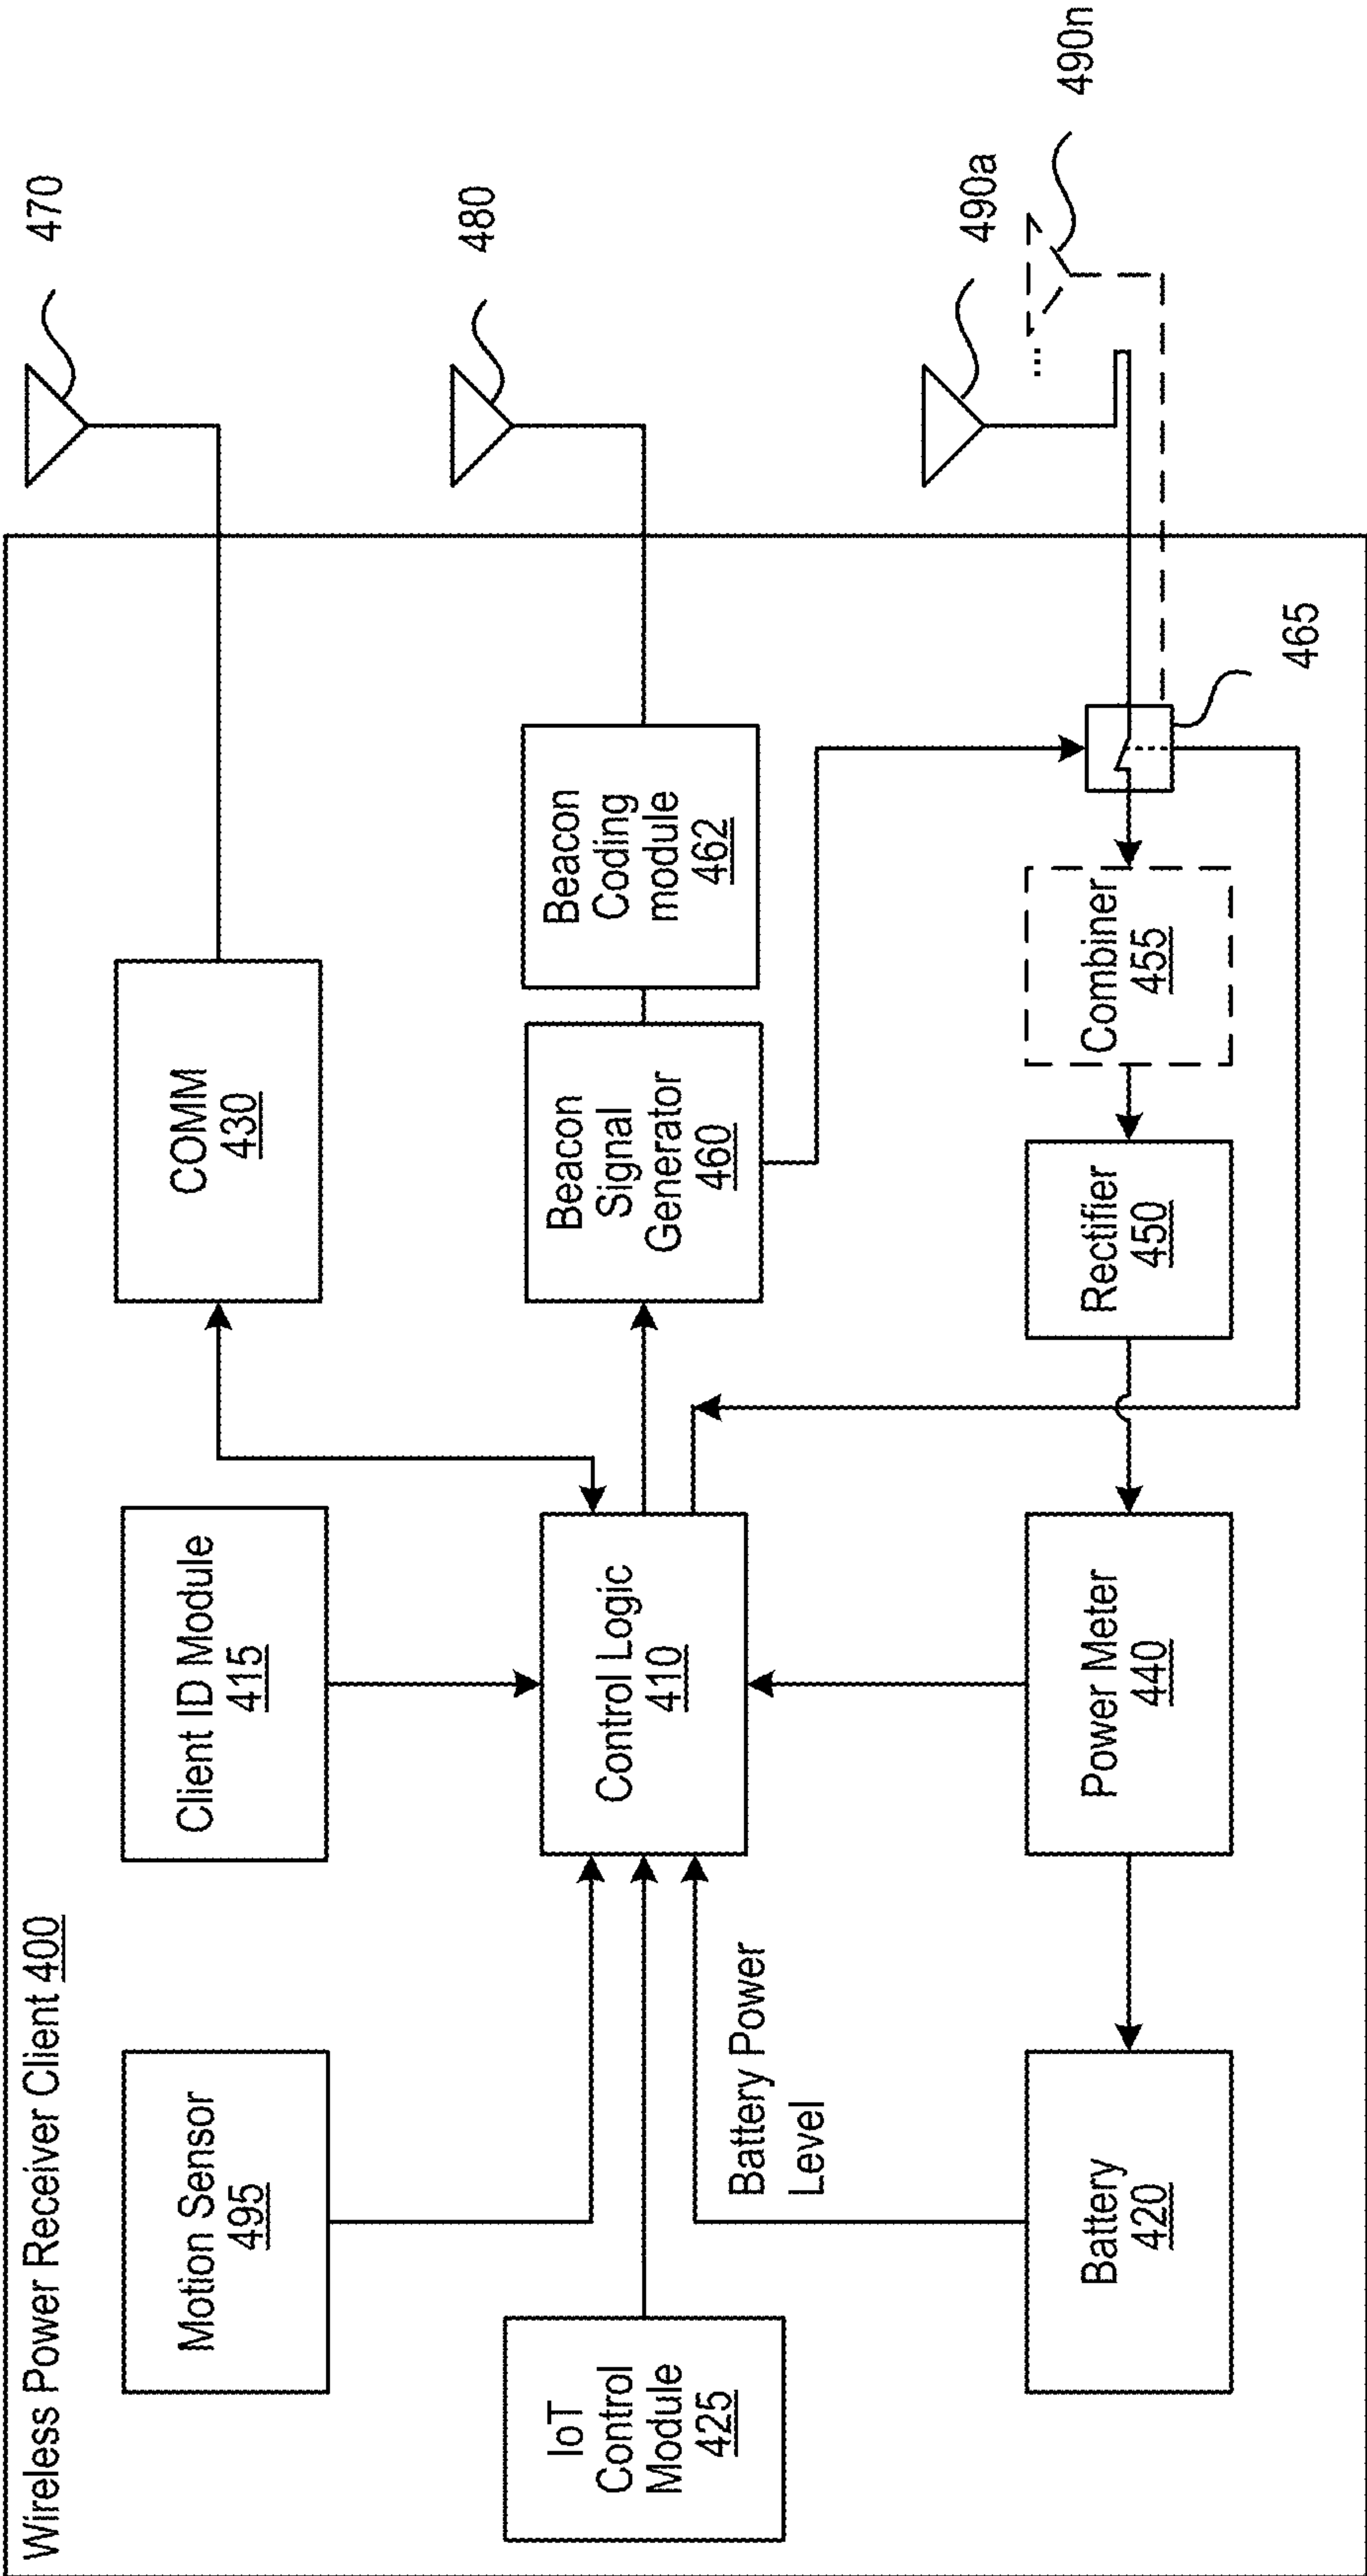 Wireless Power Receiver Client 400
Motion Sensor
495
Client ID Module
415
COMM
430
470
IoT
Control
Module
425
Battery Power
Level
Control Logic
410
Beacon
Signal
Generator
460
Beacon
Coding
module
462
480
Battery
420
Power Meter
440
Rectifier
450
Combiner
455
465
490a
...
490n